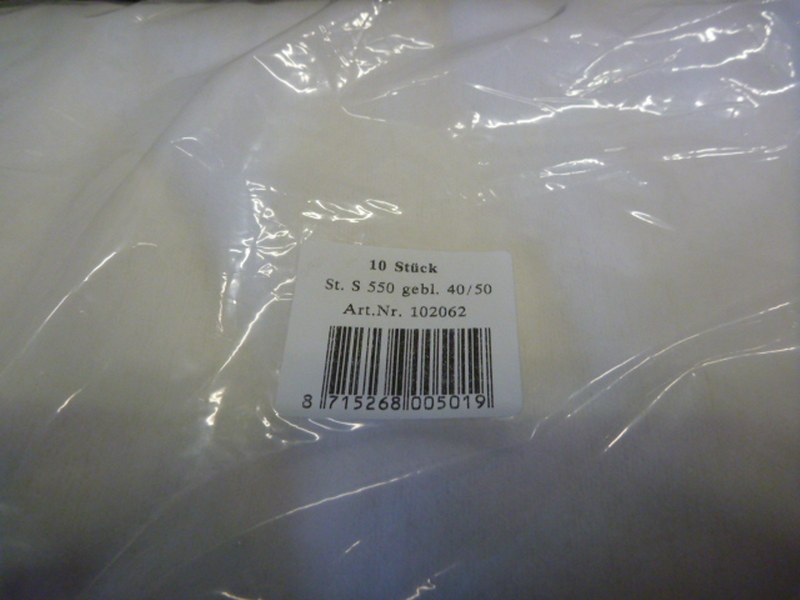 10 Stück
St. S 550 gebl. 40/50
Art.Nr. 102062
8 715268 005019